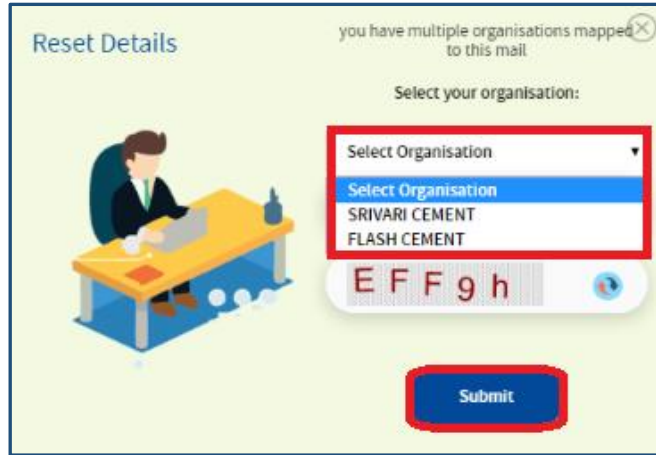 Reset Details
you have multiple organisations mapped
to this mail
Select your organisation:
Select Organisation
Select Organisation
SRIVARI CEMENT
FLASH CEMENT
E F F 9 h
Submit